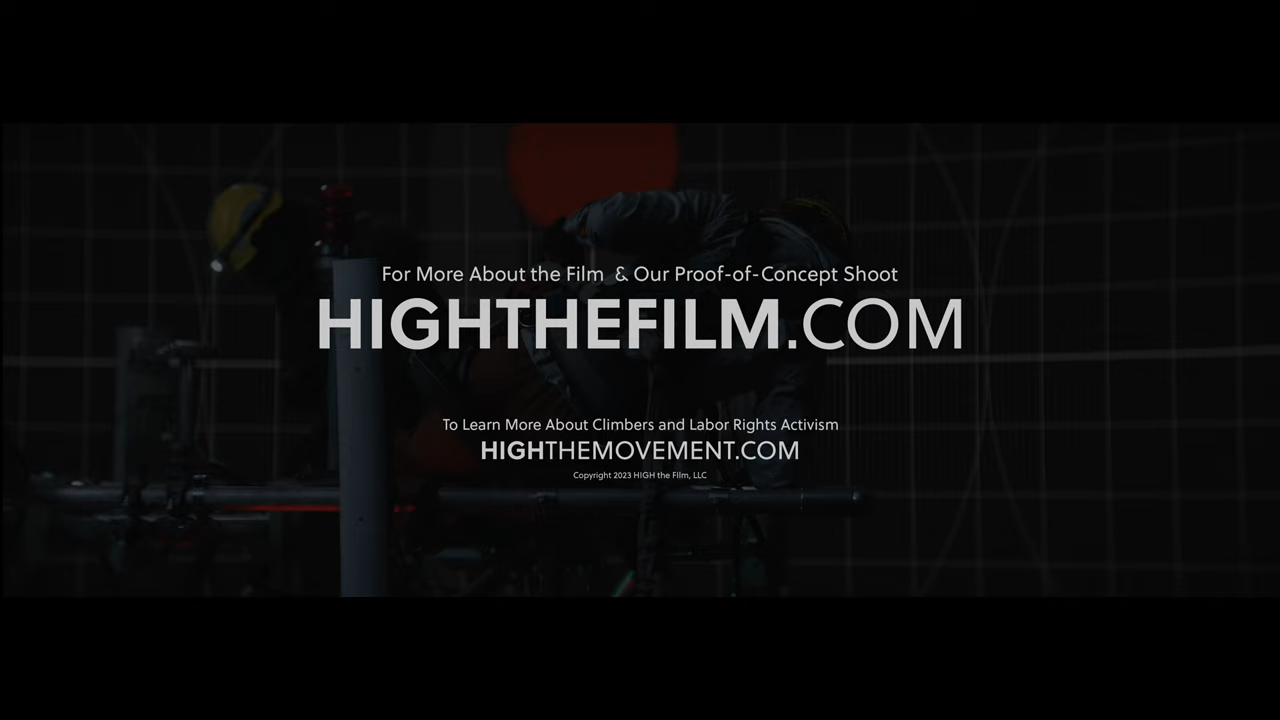 For More About the Film & Our Proof-of-Concept Shoot
HIGHTHEFILM.COM
To Learn More About Climbers and Labor Rights Activism
HIGHTHEMOVEMENT.COM
Copyright 2023 HIGH the Film, LLC